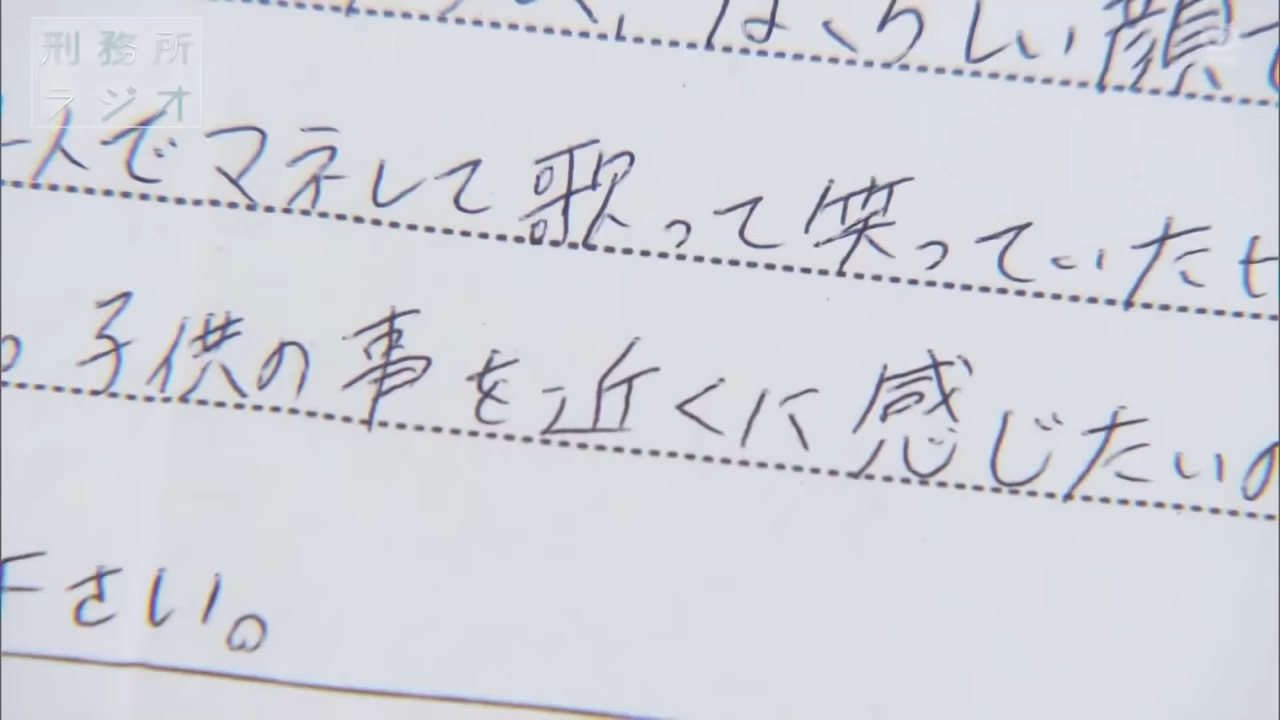 刑務所
ラジオ
らしい顔
一人でマネして歌って笑っていた
。子供の事を近くに感じたいの
下さい。